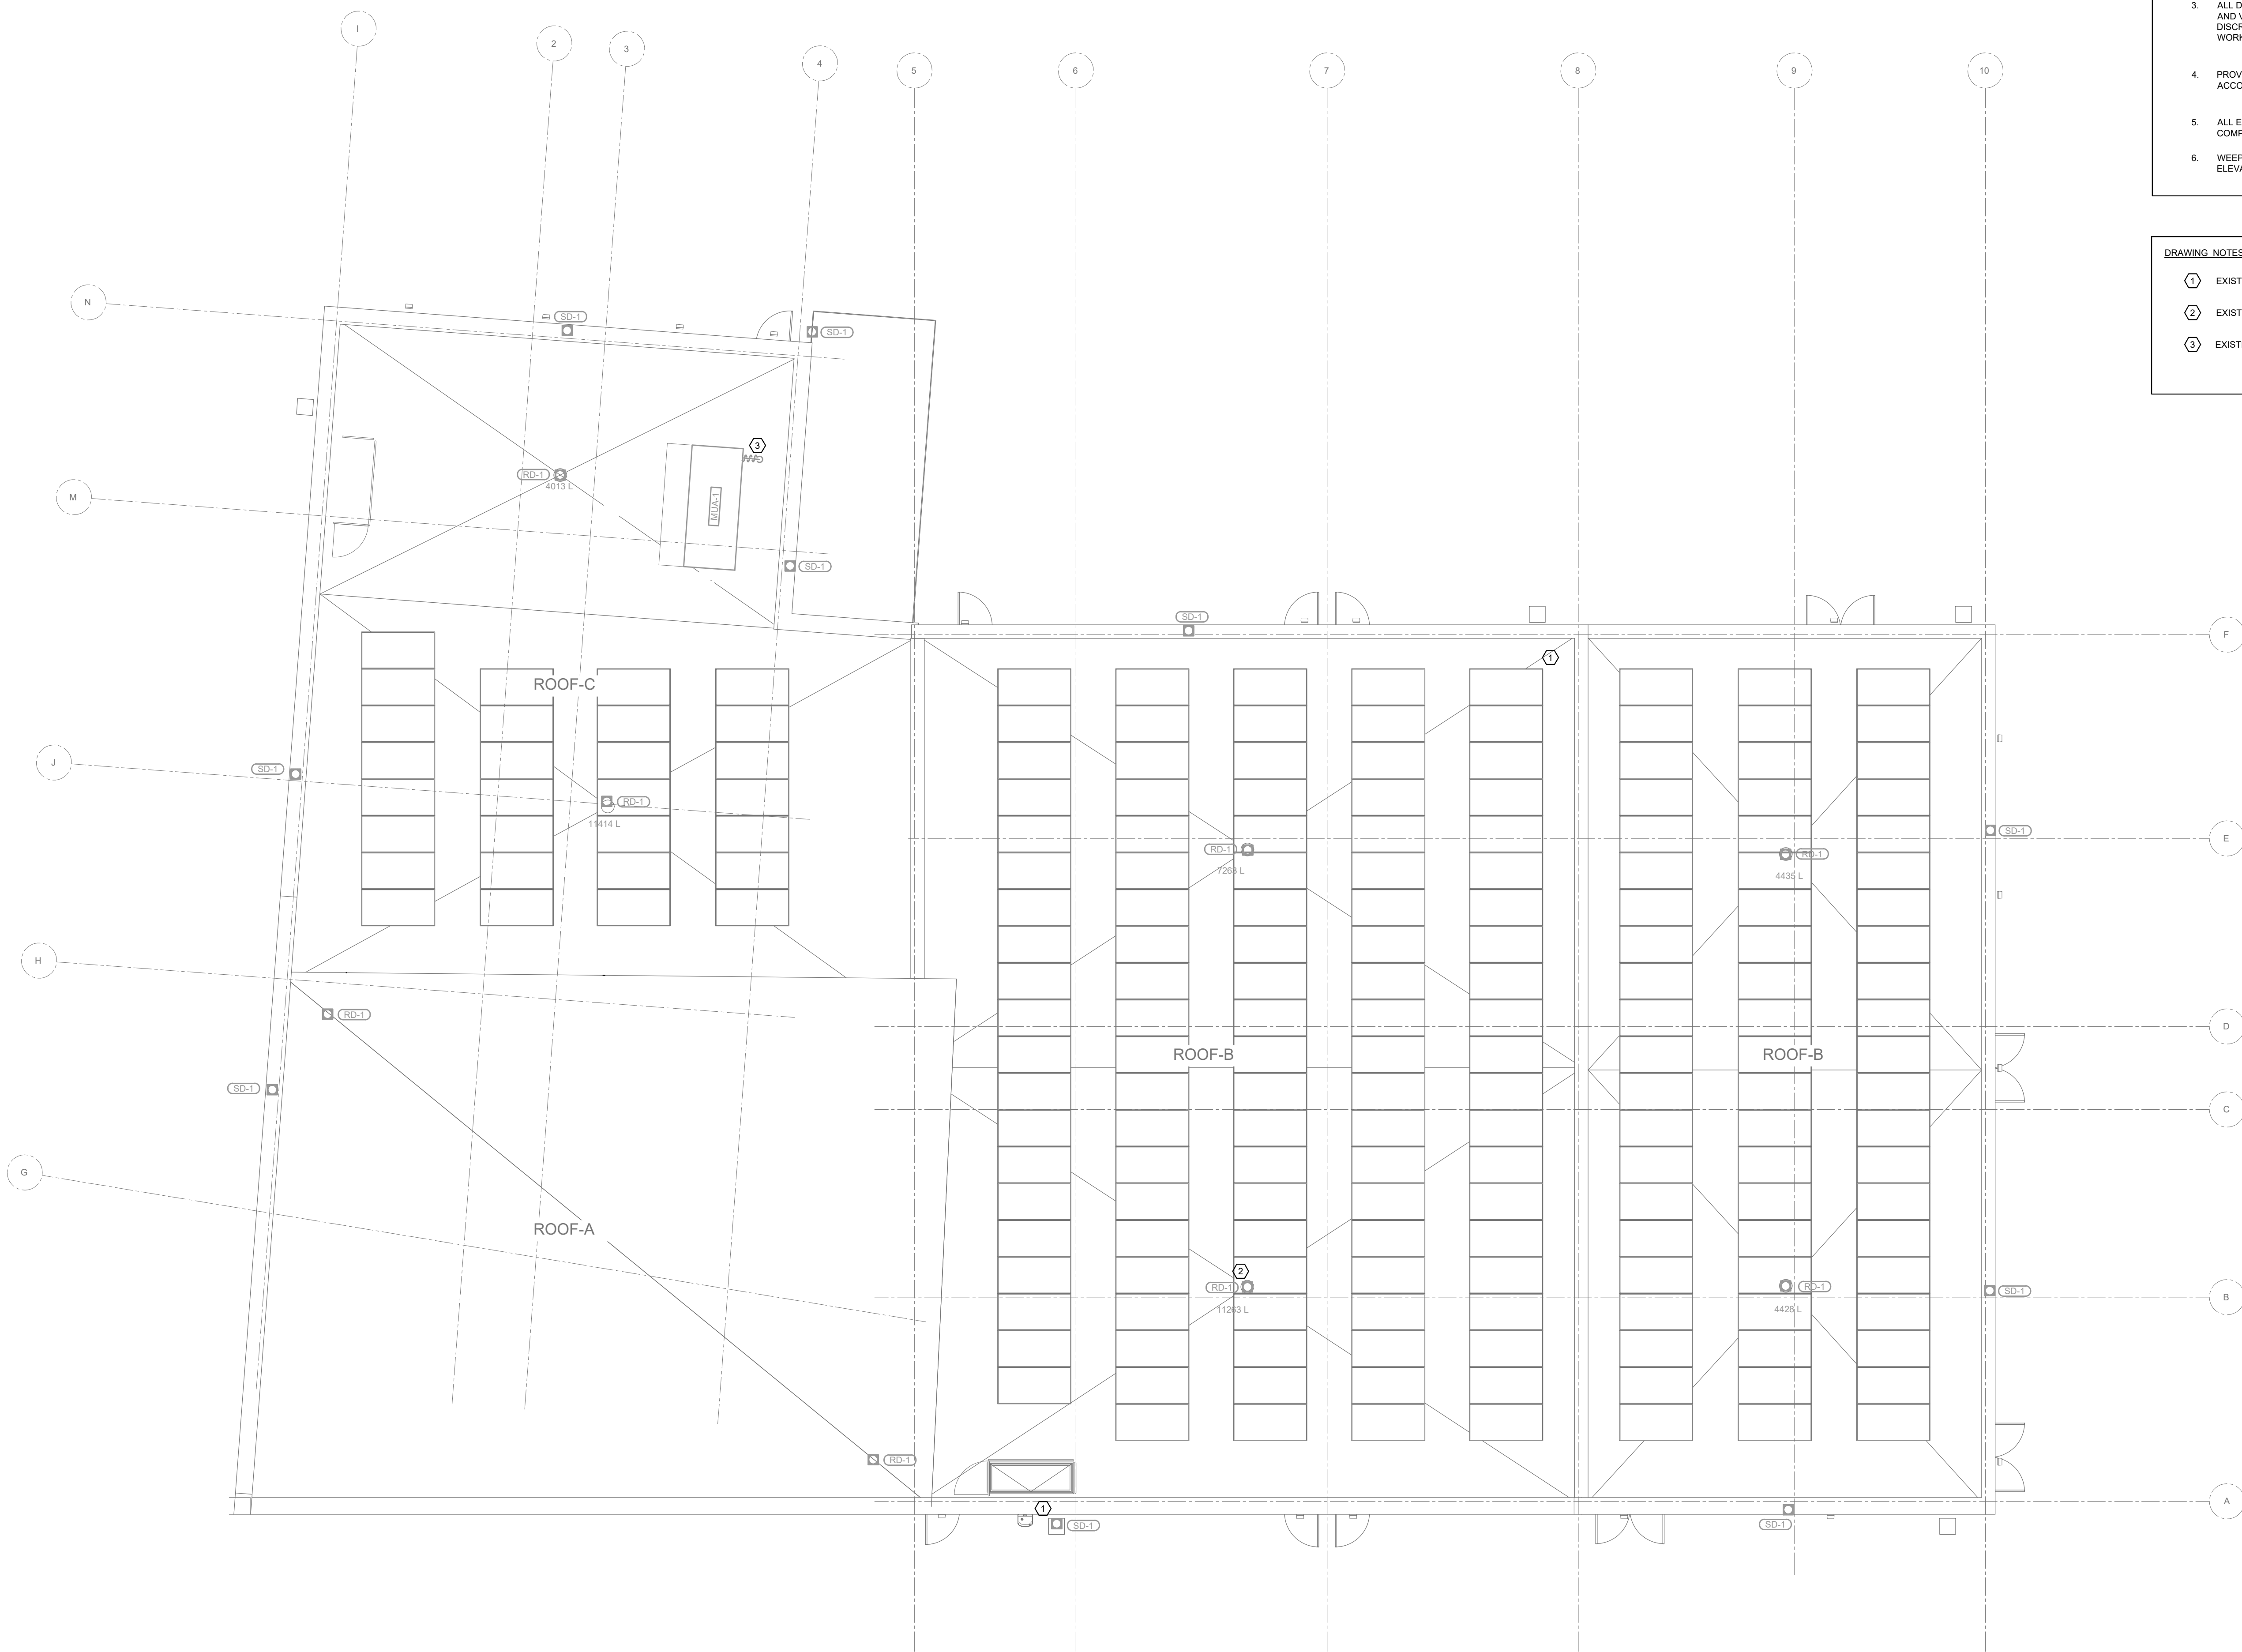 3. ALL D
AND V
DISCR
WORK
4. PROV
ACCO
5. ALL E
COMP
6. WEEP
ELEVA
DRAWING NOTES
1 EXIST
2 EXIST
3 EXIST
I
2
3
4
5
6
7
8
9
10
N
SD-1
SD-1
3
RD-1
4013 L
MUA-1
M
SD-1
SD-1
F
1
ROOF-C
J
SD-1
RD-1
11414 L
SD-1
E
RD-1
7263 L
RD-1
4435 L
H
RD-1
D
ROOF-B
ROOF-B
SD-1
C
G
ROOF-A
2
RD-1
11263 L
RD-1
4428 L
SD-1
B
RD-1
1
A
SD-1
SD-1